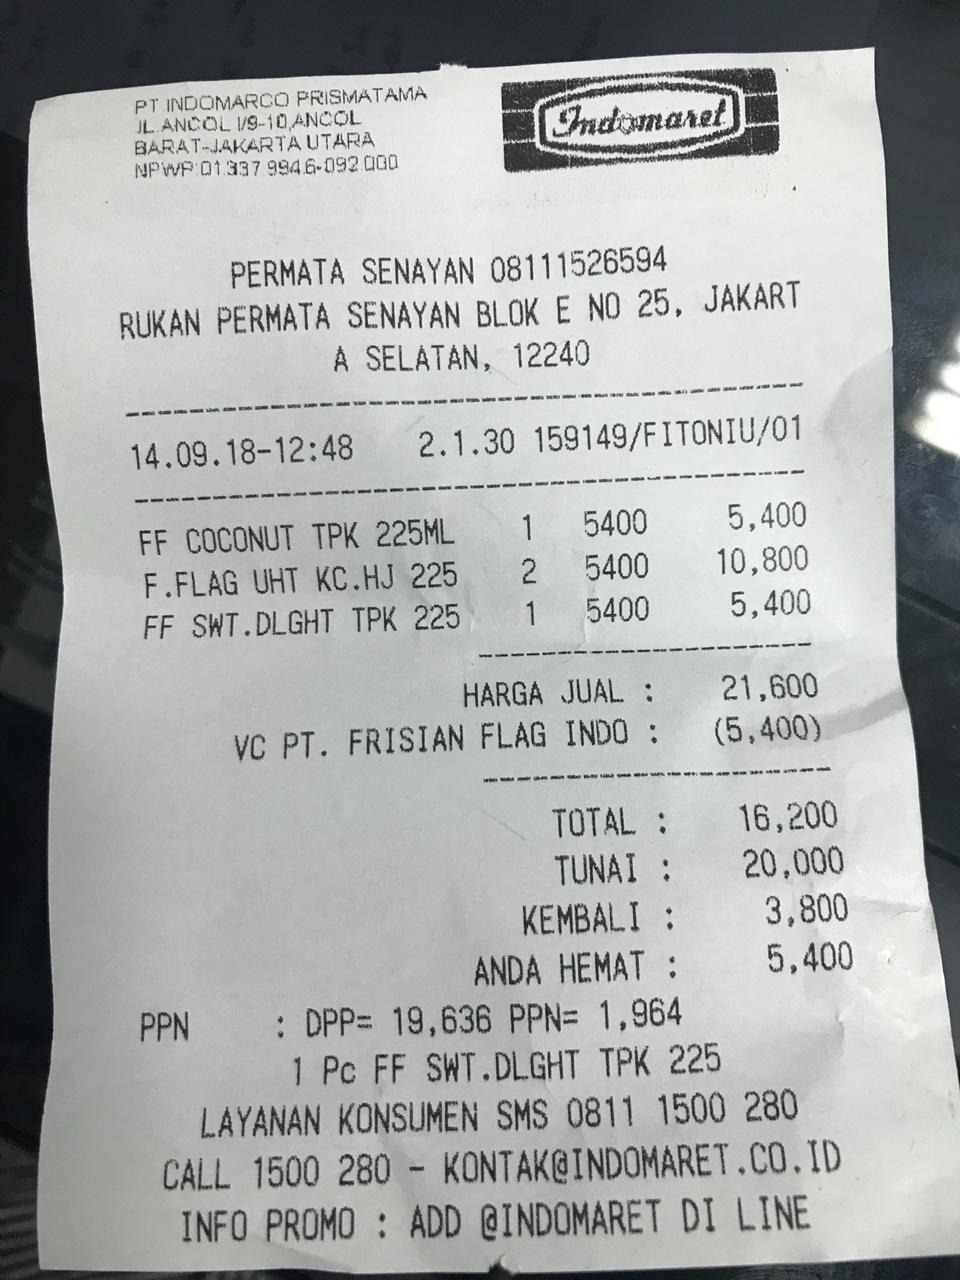 PT INDOMARCO PRISMATAMA
JL ANCOL I/9-10,ANCOL
BARAT-JAKARTA UTARA
NPWP:01.337.994.6-092.000
Indomaret
PERMATA SENAYAN 08111526594
RUKAN PERMATA SENAYAN BLOK E NO 25, JAKART
A SELATAN, 12240
14.09.18-12:48 2.1.30 159149/FITONIU/01
FF COCONUT TPK 225ML 1 5400 5,400
F.FLAG UHT KC.HJ 225 2 5400 10,800
FF SWT.DLGHT TPK 225 1 5400 5,400
HARGA JUAL : 21,600
VC PT. FRISIAN FLAG INDO : (5,400)
TOTAL : 16,200
TUNAI : 20,000
KEMBALI : 3,800
ANDA HEMAT : 5,400
PPN : DPP= 19,636 PPN= 1,964
1 Pc FF SWT.DLGHT TPK 225
LAYANAN KONSUMEN SMS 0811 1500 280
CALL 1500 280 - KONTAK@INDOMARET.CO.ID
INFO PROMO : ADD @INDOMARET DI LINE